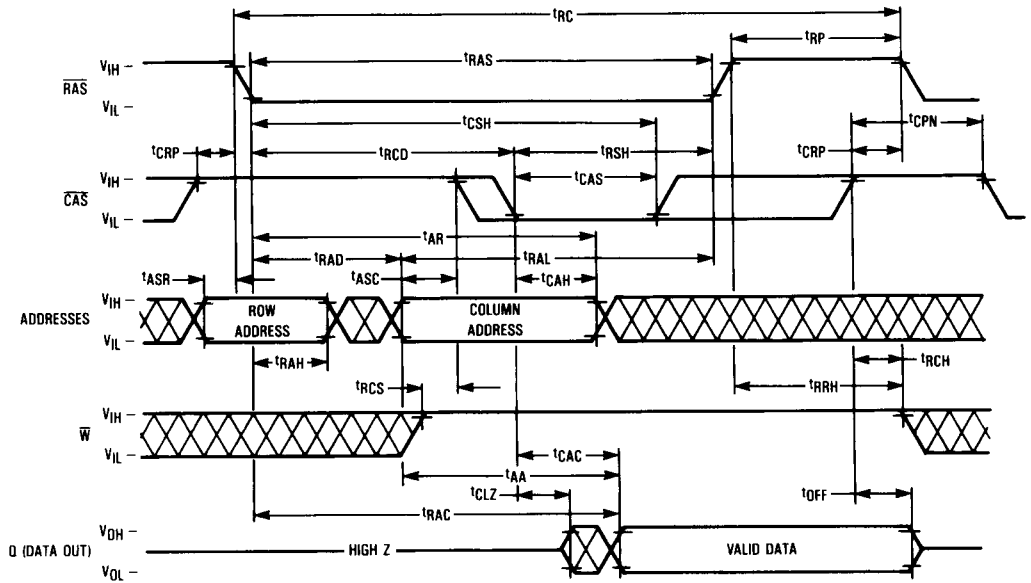 tRC
tRP
VIH –
tRAS
RAS
VIL –
tCSH
tCPN
tCRP
tRCD
tRSH
tCRP
VIH –
tCAS
CAS
VIL –
tAR
tRAD
tRAL
tASR
tASC
tCAH
VIH –
ADDRESSES
ROW
ADDRESS
COLUMN
ADDRESS
VIL –
tRAH
tRCS
tRCH
tRRH
VIH –
W
VIL –
tCAC
tAA
tCLZ
tOFF
tRAC
VOH –
Q (DATA OUT)
HIGH Z
VALID DATA
VOL –